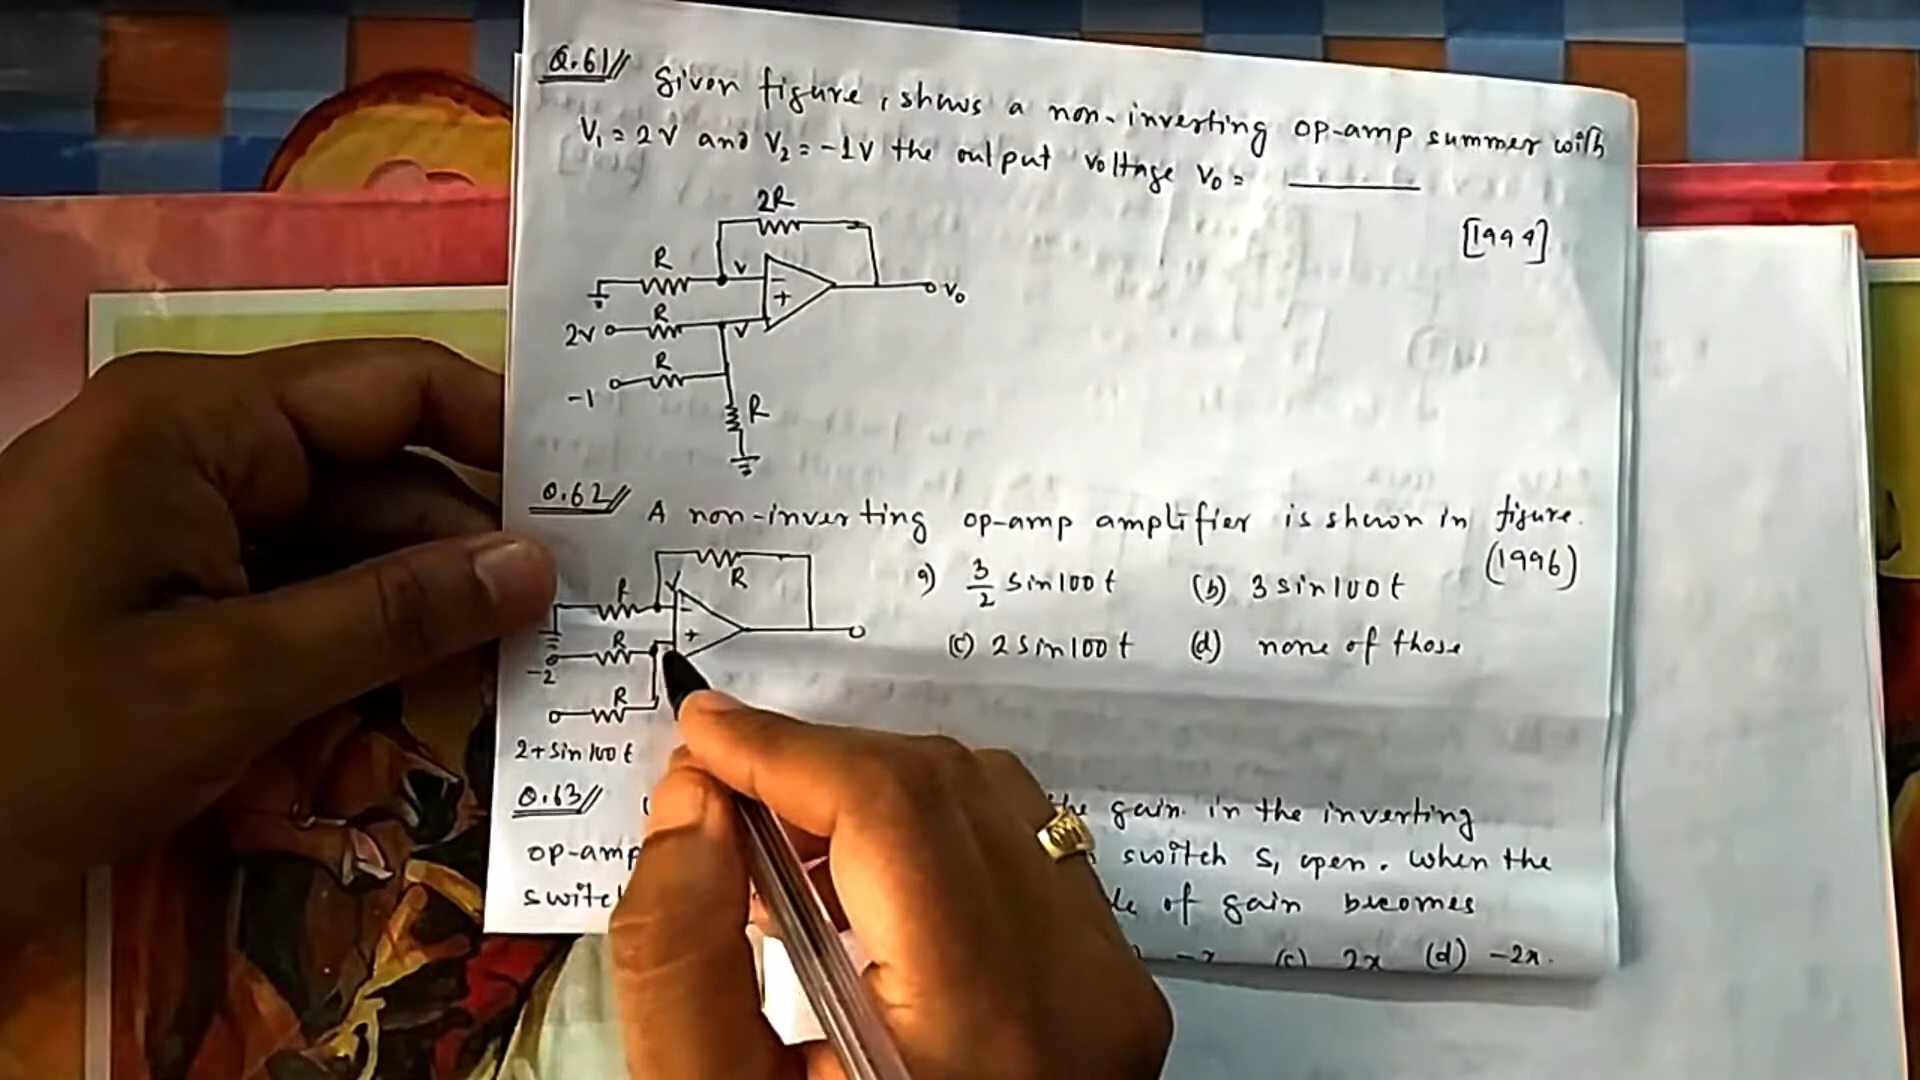 Q.61// Given figure, shows a non-inverting op-amp summer with
V₁ = 2V and V₂ = -1V the output voltage V₀ = ______
[1994]
2R
R
V
-
+
V₀
2V
R
V
R
-1
R
Q.62// A non-inverting op-amp amplifier is shown in figure.
(1996)
R
a) 3/2 sin100t (b) 3 sin100t
(c) 2 sin100t (d) none of those
R
V
-
+
R
-2
R
2+sin100t
Q.63// the gain in the inverting
op-amp switch S, open. when the
of gain becomes
(c) 2x (d) -2x.